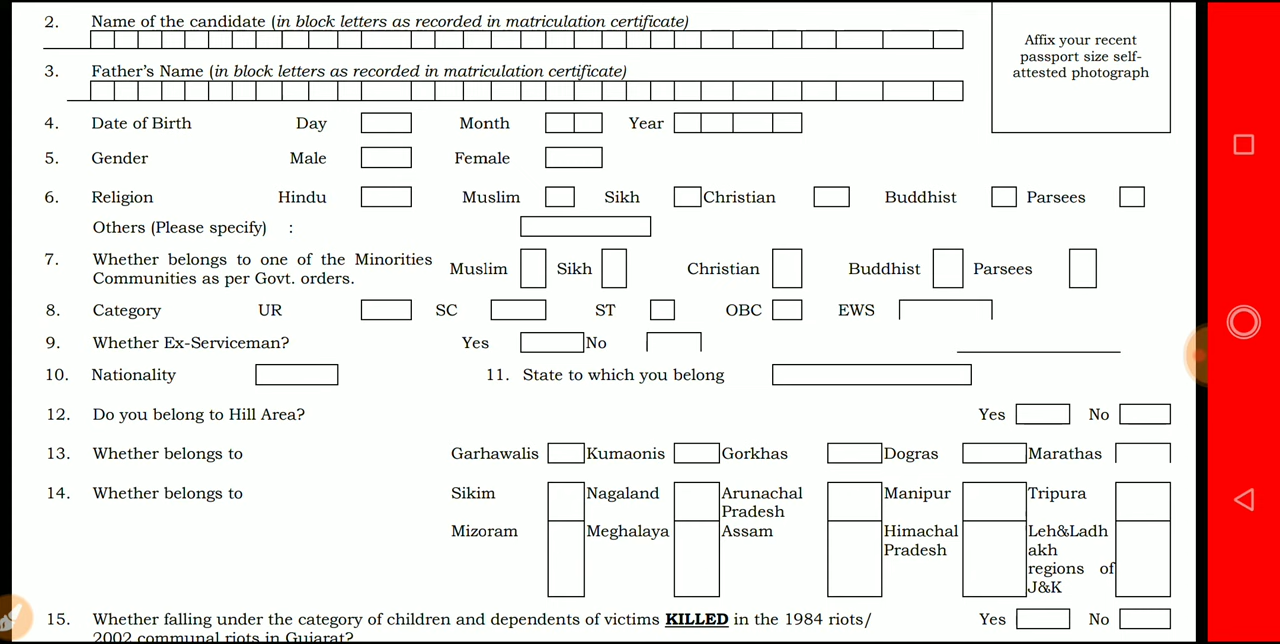 2. Name of the candidate (in block letters as recorded in matriculation certificate)
Affix your recent
passport size self-
attested photograph
3. Father's Name (in block letters as recorded in matriculation certificate)
4. Date of Birth Day Month Year
5. Gender Male Female
6. Religion Hindu Muslim Sikh Christian Buddhist Parsees
Others (Please specify) :
7. Whether belongs to one of the Minorities
Communities as per Govt. orders. Muslim Sikh Christian Buddhist Parsees
8. Category UR SC ST OBC EWS
9. Whether Ex-Serviceman? Yes No
10. Nationality 11. State to which you belong
12. Do you belong to Hill Area? Yes No
13. Whether belongs to Garhawalis Kumaonis Gorkhas Dogras Marathas
14. Whether belongs to Sikim Nagaland Arunachal Pradesh Manipur Tripura
Mizoram Meghalaya Assam Himachal Pradesh Leh&Ladh
akh
regions of
J&K
15. Whether falling under the category of children and dependents of victims KILLED in the 1984 riots/ Yes No
2002 communal riots in Gujarat?